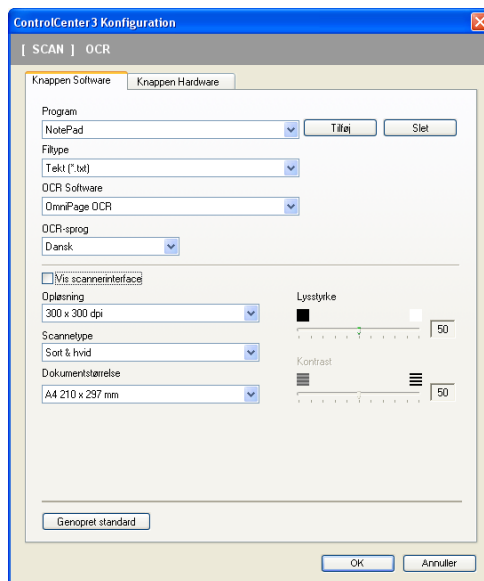 ControlCenter3 Konfiguration
[ SCAN ] OCR
Knappen Software
Knappen Hardware
Program
NotePad
Tilføj
Slet
Filtype
Tekt (*.txt)
OCR Software
OmniPage OCR
OCR-sprog
Dansk
Vis scannerinterface
Opløsning
300 x 300 dpi
Lysstyrke
50
Scannetype
Sort & hvid
Kontrast
50
Dokumentstørrelse
A4 210 x 297 mm
Genopret standard
OK
Annuller